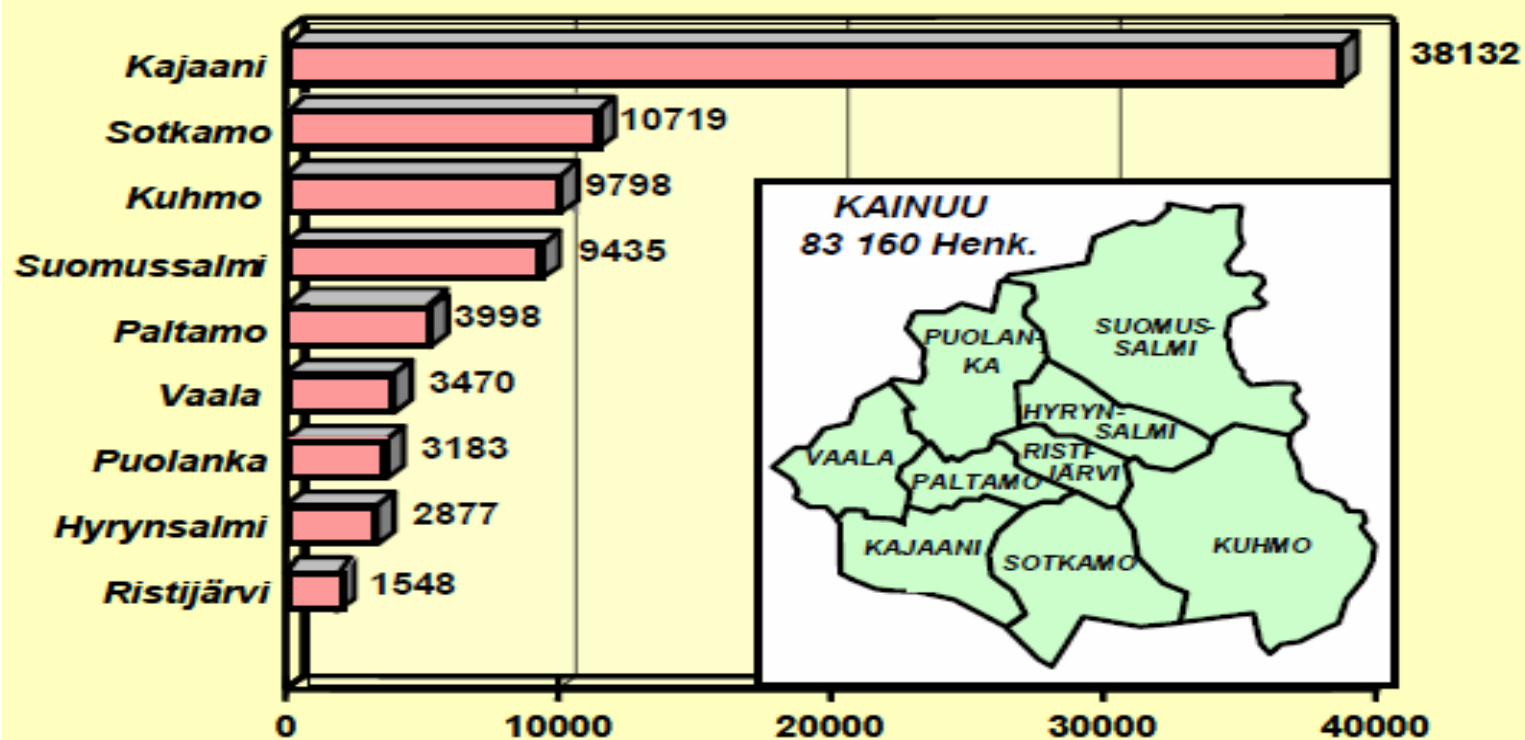 Kajaani 38132
Sotkamo 10719
Kuhmo 9798
Suomussalmi 9435
Paltamo 3998
Vaala 3470
Puolanka 3183
Hyrynsalmi 2877
Ristijärvi 1548
0 10000 20000 30000 40000
KAINUU
83 160 Henk.
SUOMUS-
SALMI
PUOLAN-
KA
HYRYN-
SALMI
RISTI-
JÄRVI
VAALA
PALTAMO
KAJAANI
SOTKAMO
KUHMO